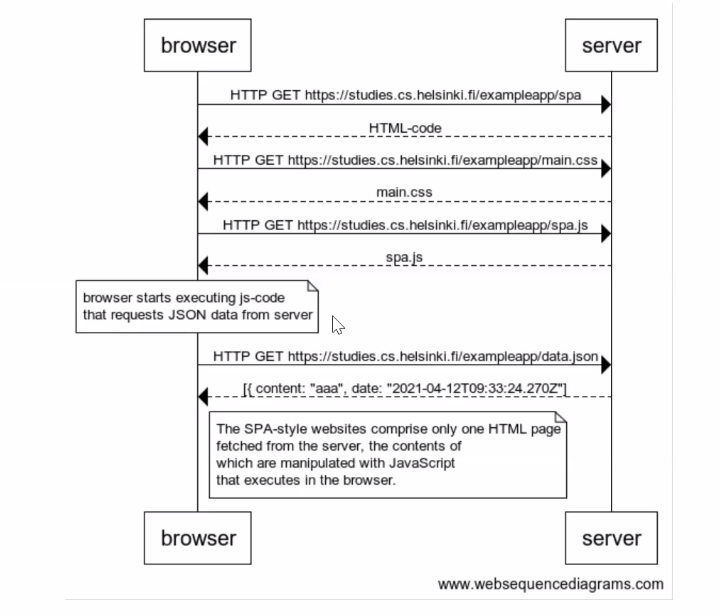 browser
server
HTTP GET https://studies.cs.helsinki.fi/exampleapp/spa
HTML-code
HTTP GET https://studies.cs.helsinki.fi/exampleapp/main.css
main.css
HTTP GET https://studies.cs.helsinki.fi/exampleapp/spa.js
spa.js
browser starts executing js-code
that requests JSON data from server
HTTP GET https://studies.cs.helsinki.fi/exampleapp/data.json
[{ content: "aaa", date: "2021-04-12T09:33:24.270Z"]
The SPA-style websites comprise only one HTML page
fetched from the server, the contents of
which are manipulated with JavaScript
that executes in the browser.
browser
server
www.websequencediagrams.com